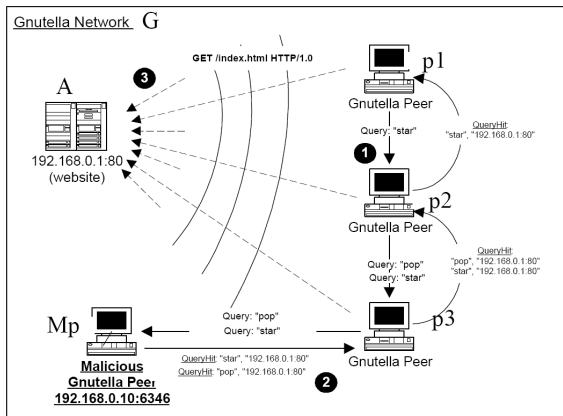 Gnutella Network G
GET /index.html HTTP/1.0
3
A
192.168.0.1:80
(website)
p1
Gnutella Peer
Query: "star"
1
QueryHit:
"star", "192.168.0.1:80"
p2
Gnutella Peer
Query: "pop"
Query: "star"
QueryHit:
"pop", "192.168.0.1:80"
"star", "192.168.0.1:80"
p3
Gnutella Peer
Mp
Query: "pop"
Query: "star"
QueryHit: "star", "192.168.0.1:80"
QueryHit: "pop", "192.168.0.1:80"
2
Malicious
Gnutella Peer
192.168.0.10:6346